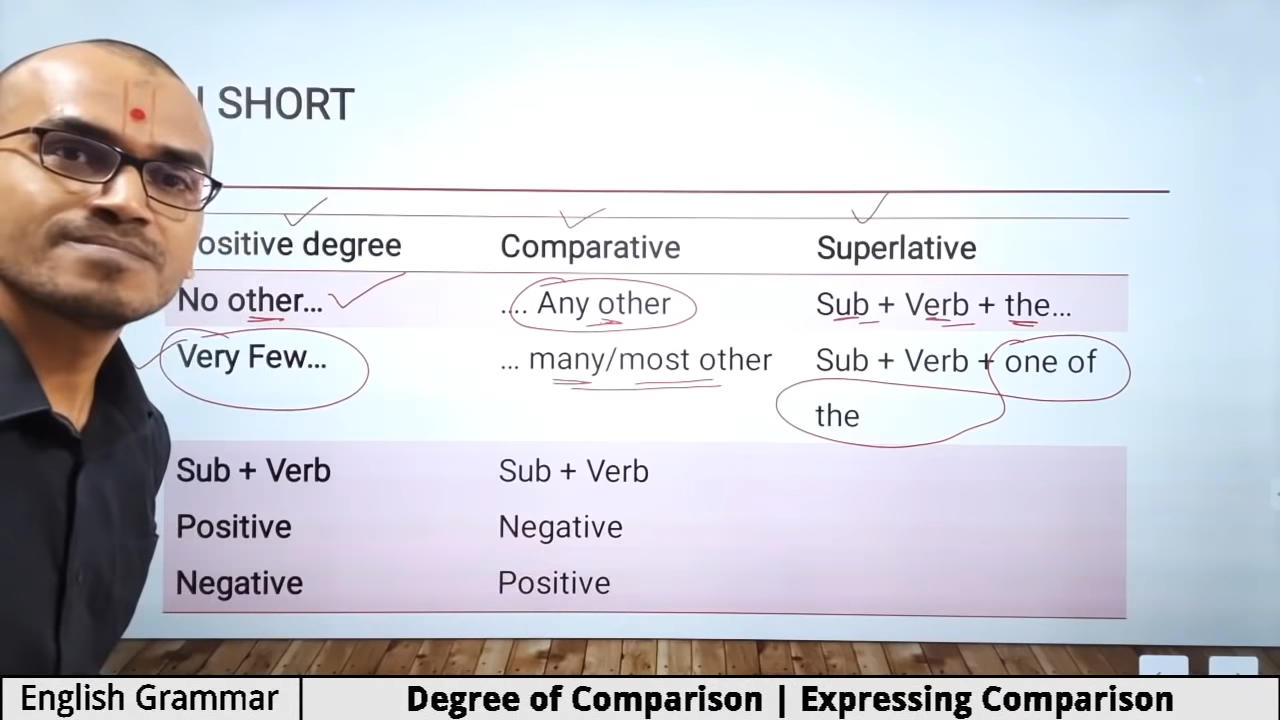 SHORT
ositive degree Comparative Superlative
No other... .... Any other Sub + Verb + the...
Very Few... ... many/most other Sub + Verb + one of
the
Sub + Verb Sub + Verb
Positive Negative
Negative Positive
English Grammar Degree of Comparison | Expressing Comparison